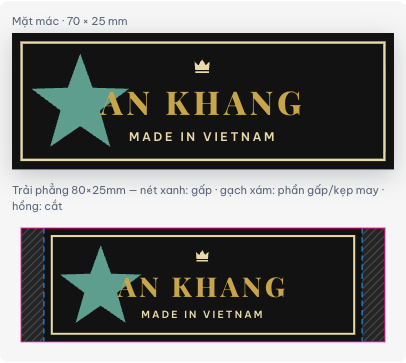 Mặt mác · 70 × 25 mm
AN KHANG
MADE IN VIETNAM
Trải phẳng 80×25mm — nét xanh: gấp · gạch xám: phần gấp/kẹp may ·
hồng: cắt
AN KHANG
MADE IN VIETNAM